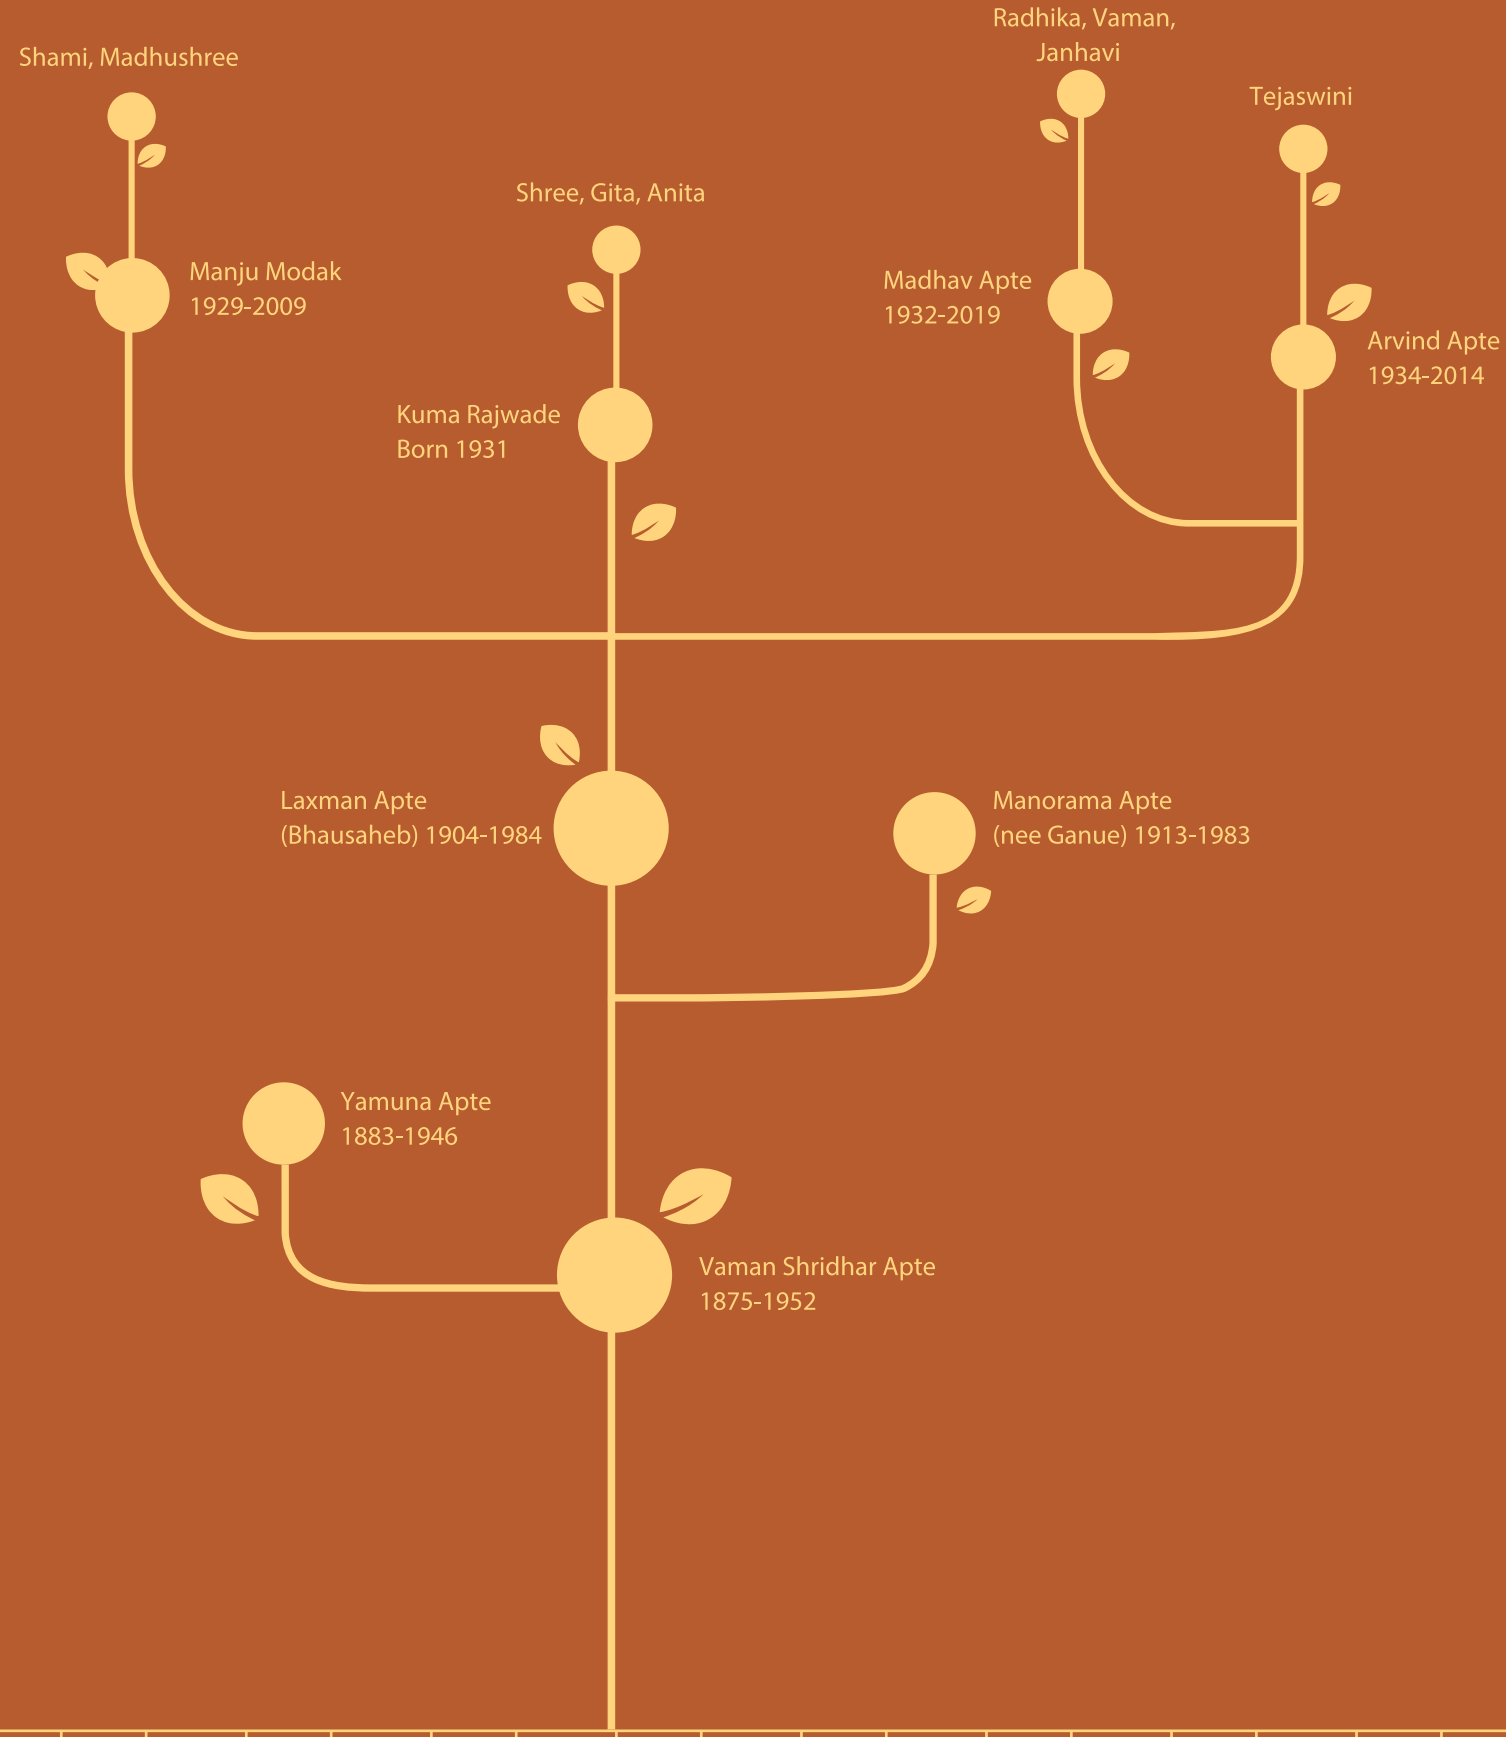 Radhika, Vaman,
Janhavi
Shami, Madhushree
Tejaswini
Shree, Gita, Anita
Manju Modak
1929-2009
Madhav Apte
1932-2019
Arvind Apte
1934-2014
Kuma Rajwade
Born 1931
Laxman Apte
(Bhausaheb) 1904-1984
Manorama Apte
(nee Ganue) 1913-1983
Yamuna Apte
1883-1946
Vaman Shridhar Apte
1875-1952